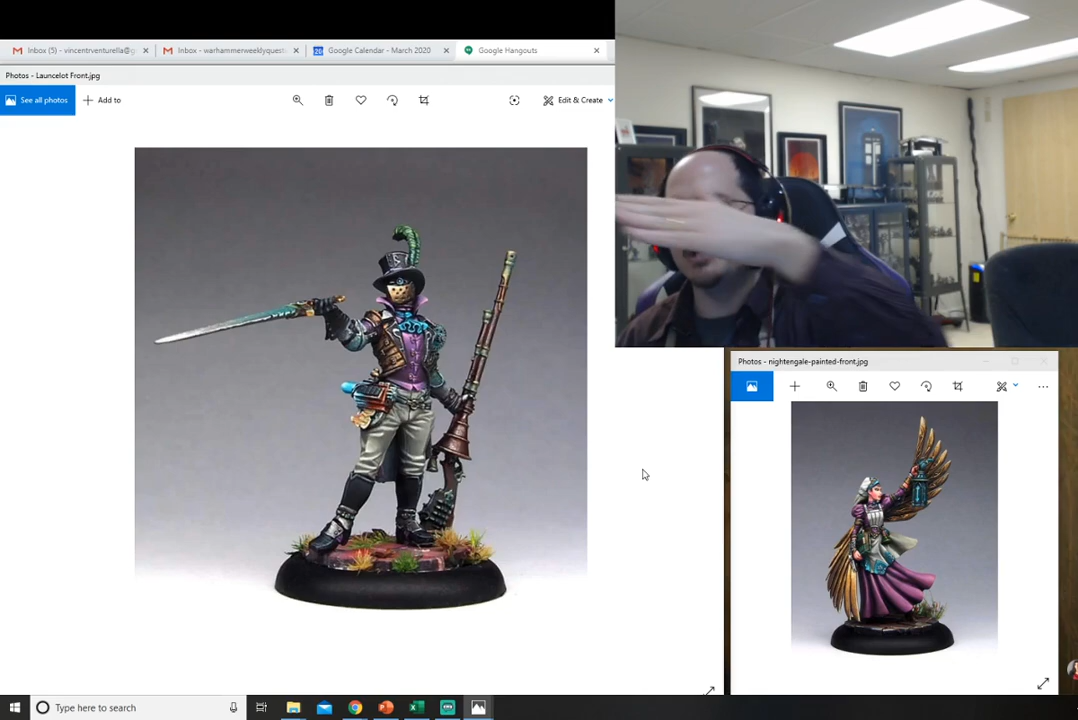 Inbox (5) - vincentrventurella@g
Inbox - warhammerweeklyquest
Google Calendar - March 2020
Google Hangouts
Photos - Launcelot Front.jpg
See all photos
Add to
Edit & Create
Photos - nightengale-painted-front.jpg
Type here to search